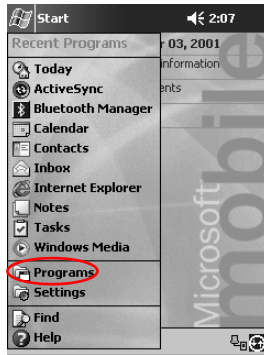 Start 2:07
Recent Programs
r 03, 2001
Today
information
ActiveSync
ents
Bluetooth Manager
Calendar
Contacts
Inbox
Internet Explorer
Notes
Tasks
Windows Media
Programs
Settings
Find
Help
Microsoft
mobile